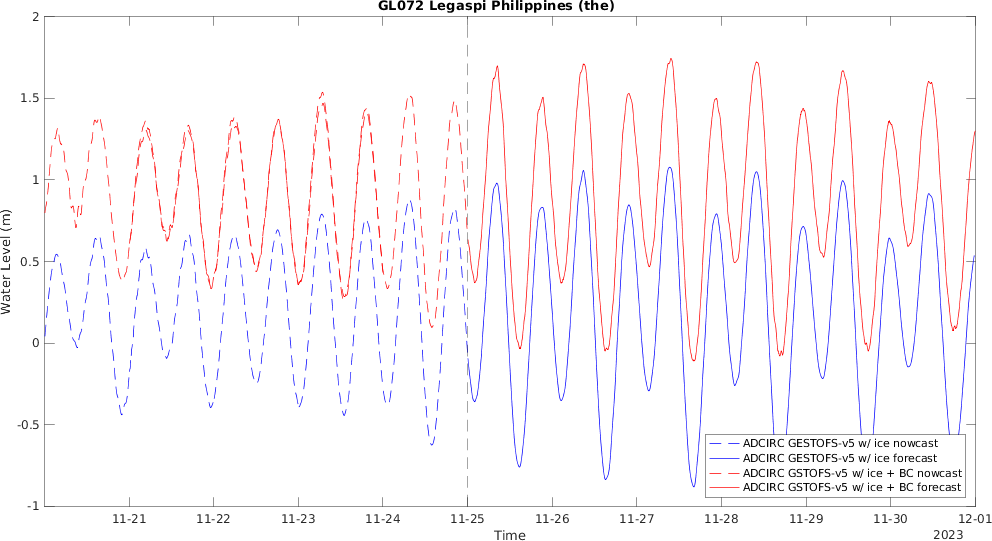 GL072 Legaspi Philippines (the)
2
1.5
1
0.5
0
-0.5
-1
Water Level (m)
ADCIRC GESTOFS-v5 w/ ice nowcast
ADCIRC GESTOFS-v5 w/ ice forecast
ADCIRC GSTOFS-v5 w/ ice + BC nowcast
ADCIRC GSTOFS-v5 w/ ice + BC forecast
11-21 11-22 11-23 11-24 11-25 11-26 11-27 11-28 11-29 11-30 12-01
Time
2023